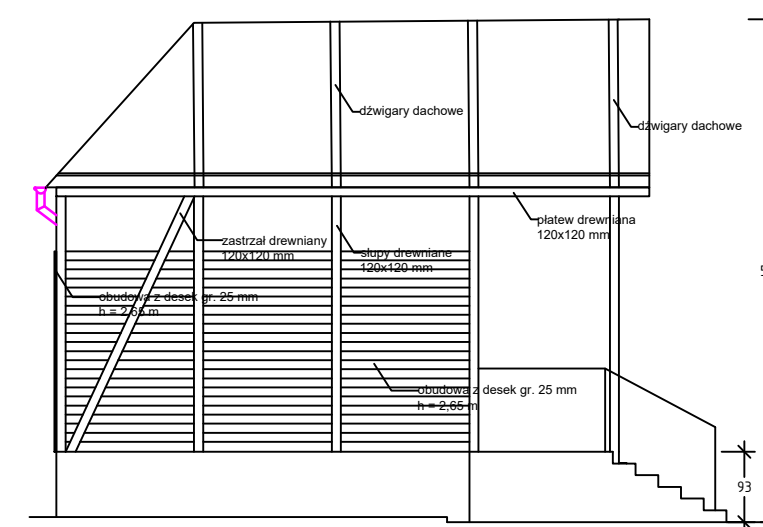 dźwigary dachowe
dźwigary dachowe
płatew drewniana
120x120 mm
zastrzał drewniany
120x120 mm
słupy drewniane
120x120 mm
obudowa z desek gr. 25 mm
h = 2,65 m
obudowa z desek gr. 25 mm
h = 2,65 m
93